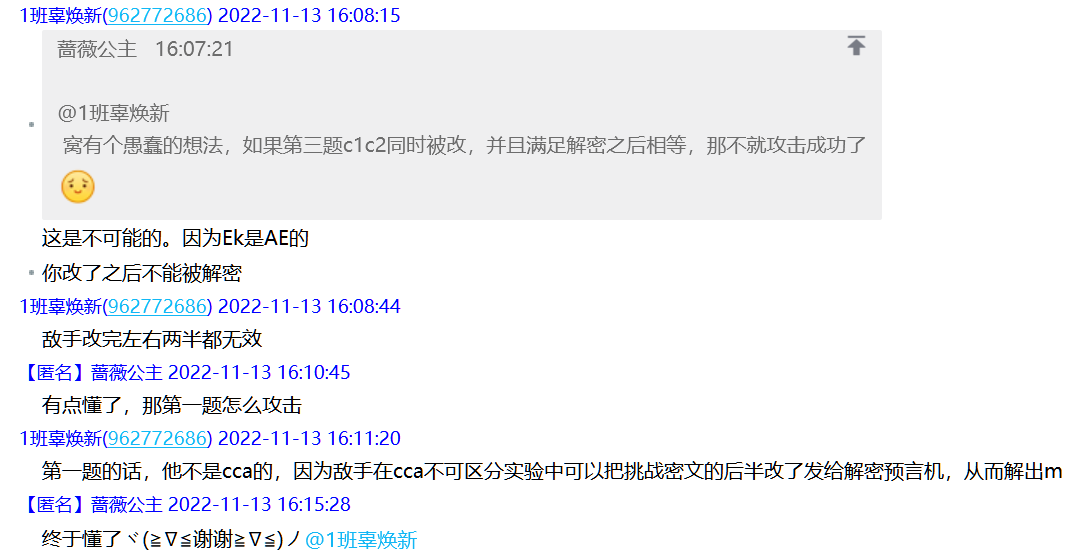 1班辜焕新(962772686) 2022-11-13 16:08:15
蔷薇公主 16:07:21
@1班辜焕新
窝有个愚蠢的想法，如果第三题c1c2同时被改，并且满足解密之后相等，那不就攻击成功了
这是不可能的。因为Ek是AE的
你改了之后不能被解密
1班辜焕新(962772686) 2022-11-13 16:08:44
敌手改完左右两半都无效
【匿名】蔷薇公主 2022-11-13 16:10:45
有点懂了，那第一题怎么攻击
1班辜焕新(962772686) 2022-11-13 16:11:20
第一题的话，他不是cca的，因为敌手在cca不可区分实验中可以把挑战密文的后半改了发给解密预言机，从而解出m
【匿名】蔷薇公主 2022-11-13 16:15:28
终于懂了ヾ(≧∇≦谢谢≧∇≦)ノ@1班辜焕新